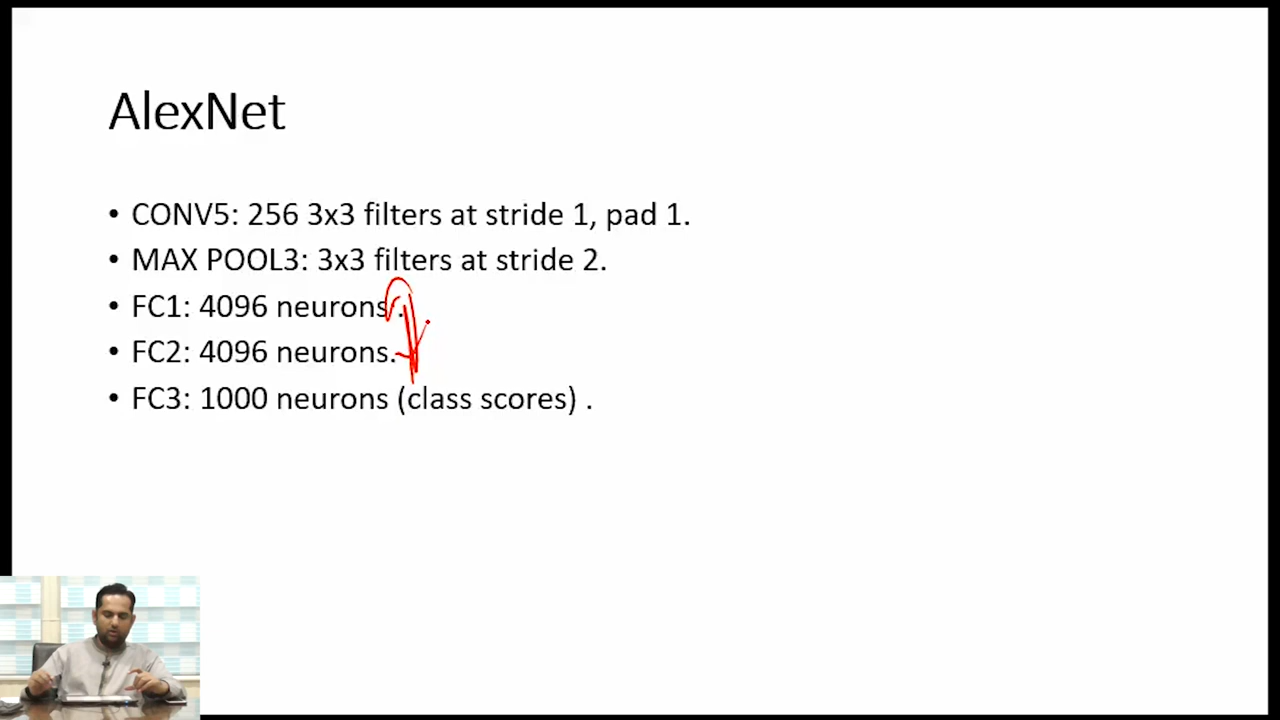 AlexNet
• CONV5: 256 3x3 filters at stride 1, pad 1.
• MAX POOL3: 3x3 filters at stride 2.
• FC1: 4096 neurons .
• FC2: 4096 neurons.
• FC3: 1000 neurons (class scores) .